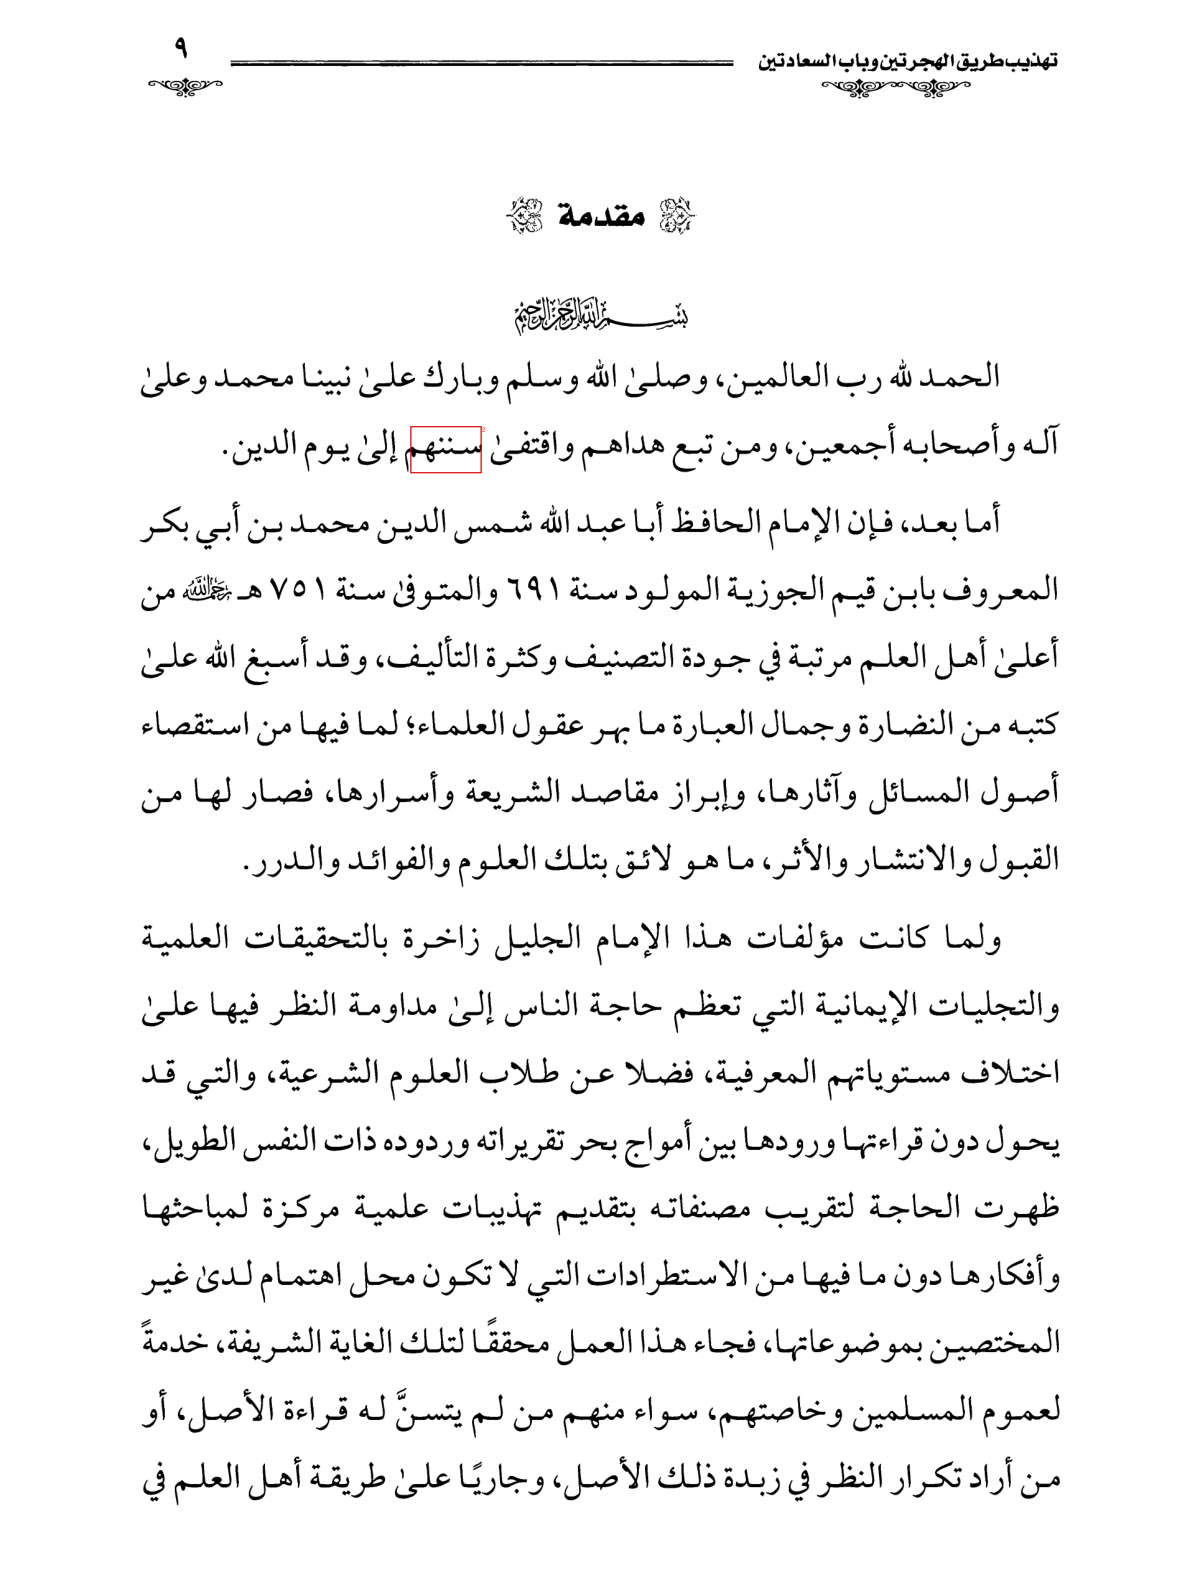 تهذيب طريق الهجرتين وباب السعادتين
٩
مقدمة
بسم الله الرحمن الرحيم
الحمد لله رب العالمين، وصلىٰ الله وسلم وبارك علىٰ نبينا محمد وعلىٰ
آله وأصحابه أجمعين، ومن تبع هداهم واقتفىٰ سننهم إلىٰ يوم الدين.
أما بعد، فإن الإمام الحافظ أبا عبد الله شمس الدين محمد بن أبي بكر
المعروف بابن قيم الجوزية المولود سنة ٦٩١ والمتوفىٰ سنة ٧٥١ هـ رحمه الله من
أعلىٰ أهل العلم مرتبة في جودة التصنيف وكثرة التأليف، وقد أسبغ الله علىٰ
كتبه من النضارة وجمال العبارة ما بهر عقول العلماء؛ لما فيها من استقصاء
أصول المسائل وآثارها، وإبراز مقاصد الشريعة وأسرارها، فصار لها من
القبول والانتشار والأثر، ما هو لائق بتلك العلوم والفوائد والدرر.
ولما كانت مؤلفات هذا الإمام الجليل زاخرة بالتحقيقات العلمية
والتجليات الإيمانية التي تعظم حاجة الناس إلىٰ مداومة النظر فيها علىٰ
اختلاف مستوياتهم المعرفية، فضلا عن طلاب العلوم الشرعية، والتي قد
يحول دون قراءتها ورودها بين أمواج بحر تقريراته وردوده ذات النفس الطويل،
ظهرت الحاجة لتقريب مصنفاته بتقديم تهذيبات علمية مركزة لمباحثها
وأفكارها دون ما فيها من الاستطرادات التي لا تكون محل اهتمام لدىٰ غير
المختصين بموضوعاتها، فجاء هذا العمل محققًا لتلك الغاية الشريفة، خدمةً
لعموم المسلمين وخاصتهم، سواء منهم من لم يتسنَّ له قراءة الأصل، أو
من أراد تكرار النظر في زبدة ذلك الأصل، وجاريًا علىٰ طريقة أهل العلم في